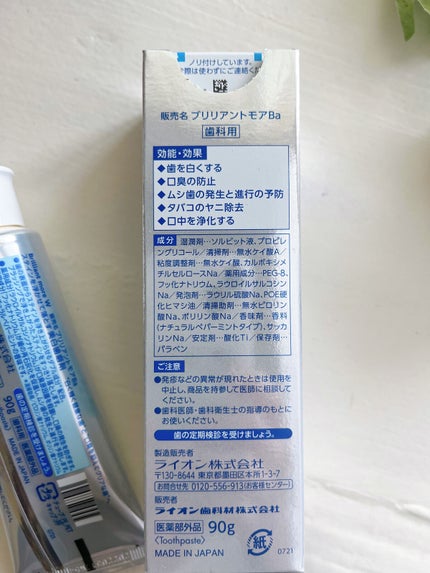 ノリ付けしています。
際は使わずにご連絡く
販売名 ブリリアントモアBa
歯科用
効能・効果
◆歯を白くする
◆口臭の防止
◆ムシ歯の発生と進行の予防
◆タバコのヤニ除去
◆口中を浄化する
成分 湿潤剤…ソルビット液、プロピレ
ングリコール/清掃剤…無水ケイ酸A/
粘度調整剤…無水ケイ酸、カルボキシメ
チルセルロースNa/薬用成分…PEG-8、
フッ化ナトリウム、ラウロイルサルコシン
Na/発泡剤…ラウリル硫酸Na、POE硬
化ヒマシ油/清掃助剤…無水ピロリン
酸Na、ポリリン酸Na/香味剤…香料
(ナチュラルペパーミントタイプ)、サッカ
リンNa/安定剤…酸化Ti/保存剤…
パラベン
ご注意
●発疹などの異常が現れたときは使用を
中止し、商品を持参して医師に相談して
ください。
●歯科医師・歯科衛生士の指導のもとに
お使いください。
歯の定期検診を受けましょう。
製造販売者
ライオン株式会社
〒130-8644 東京都墨田区本所1-3-7
お問合せ先 0120-556-913(お客様センター)
販売者
ライオン歯科材株式会社
医薬部外品 90g
〈Toothpaste〉
MADE IN JAPAN
紙
0721
歯の定期検診を受けましょう。
90g
MADE IN JAPAN